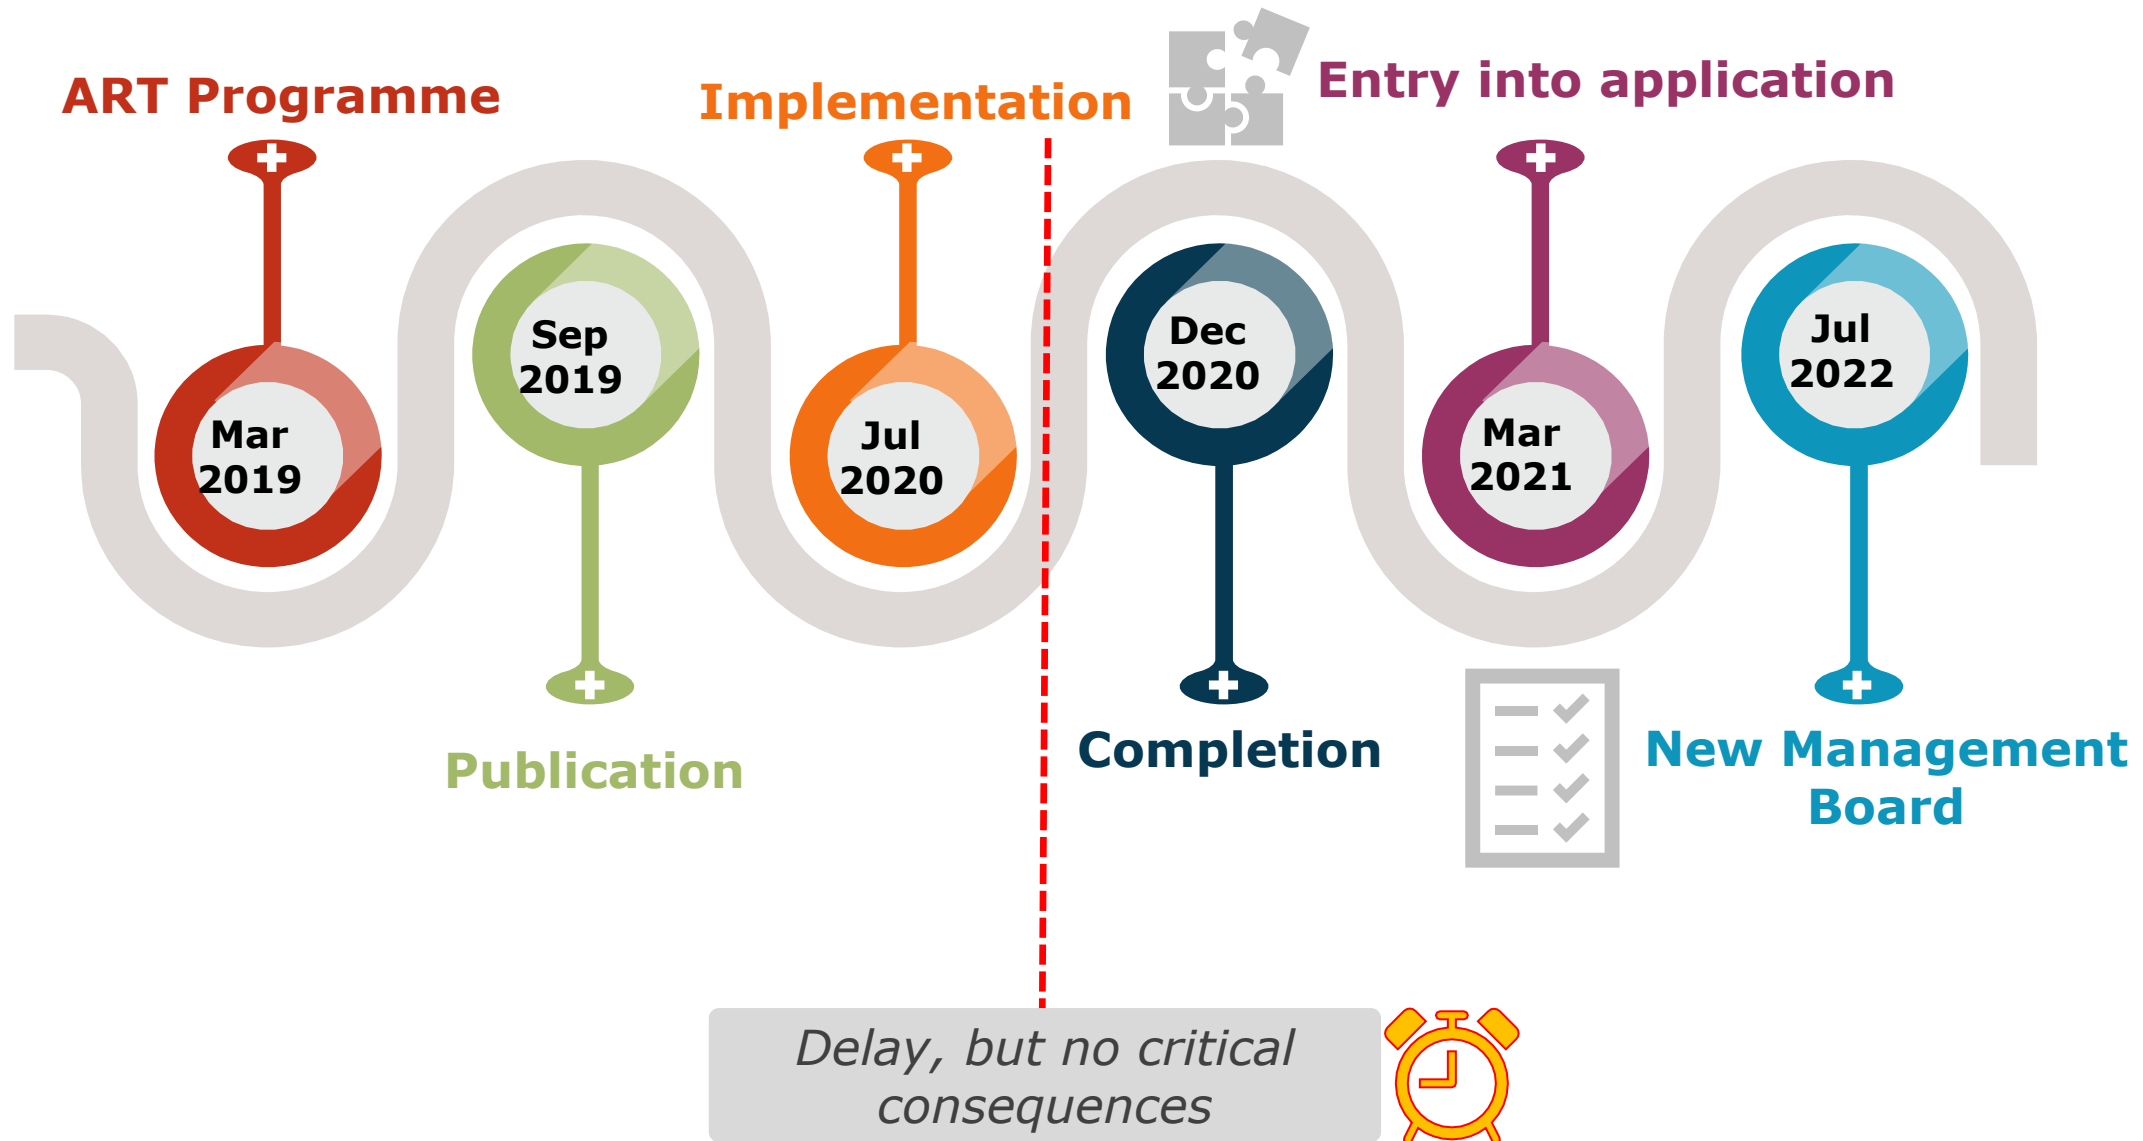 ART Programme
Mar
2019
Sep
2019
Publication
Implementation
Jul
2020
Dec
2020
Completion
Entry into application
Mar
2021
Jul
2022
New Management
Board
Delay, but no critical
consequences